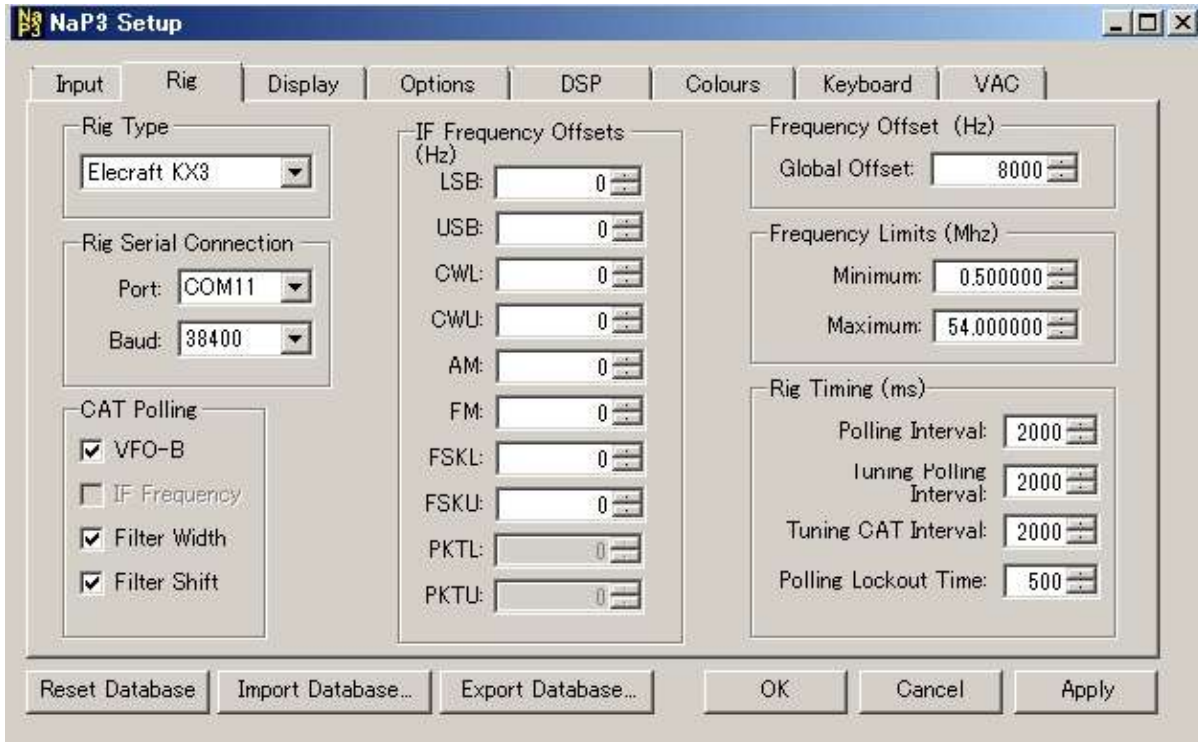 Na
P3
NaP3 Setup
Input Rig Display Options DSP Colours Keyboard VAC
Rig Type
Elecraft KX3
Rig Serial Connection
Port: COM11
Baud: 38400
CAT Polling
VFO-B
IF Frequency
Filter Width
Filter Shift
IF Frequency Offsets
(Hz)
LSB: 0
USB: 0
CWL: 0
CWU: 0
AM: 0
FM: 0
FSKL: 0
FSKU: 0
PKTL: 0
PKTU: 0
Frequency Offset (Hz)
Global Offset: 8000
Frequency Limits (Mhz)
Minimum: 0.500000
Maximum: 54.000000
Rig Timing (ms)
Polling Interval: 2000
Tuning Polling
Interval: 2000
Tuning CAT Interval: 2000
Polling Lockout Time: 500
Reset Database Import Database... Export Database... OK Cancel Apply